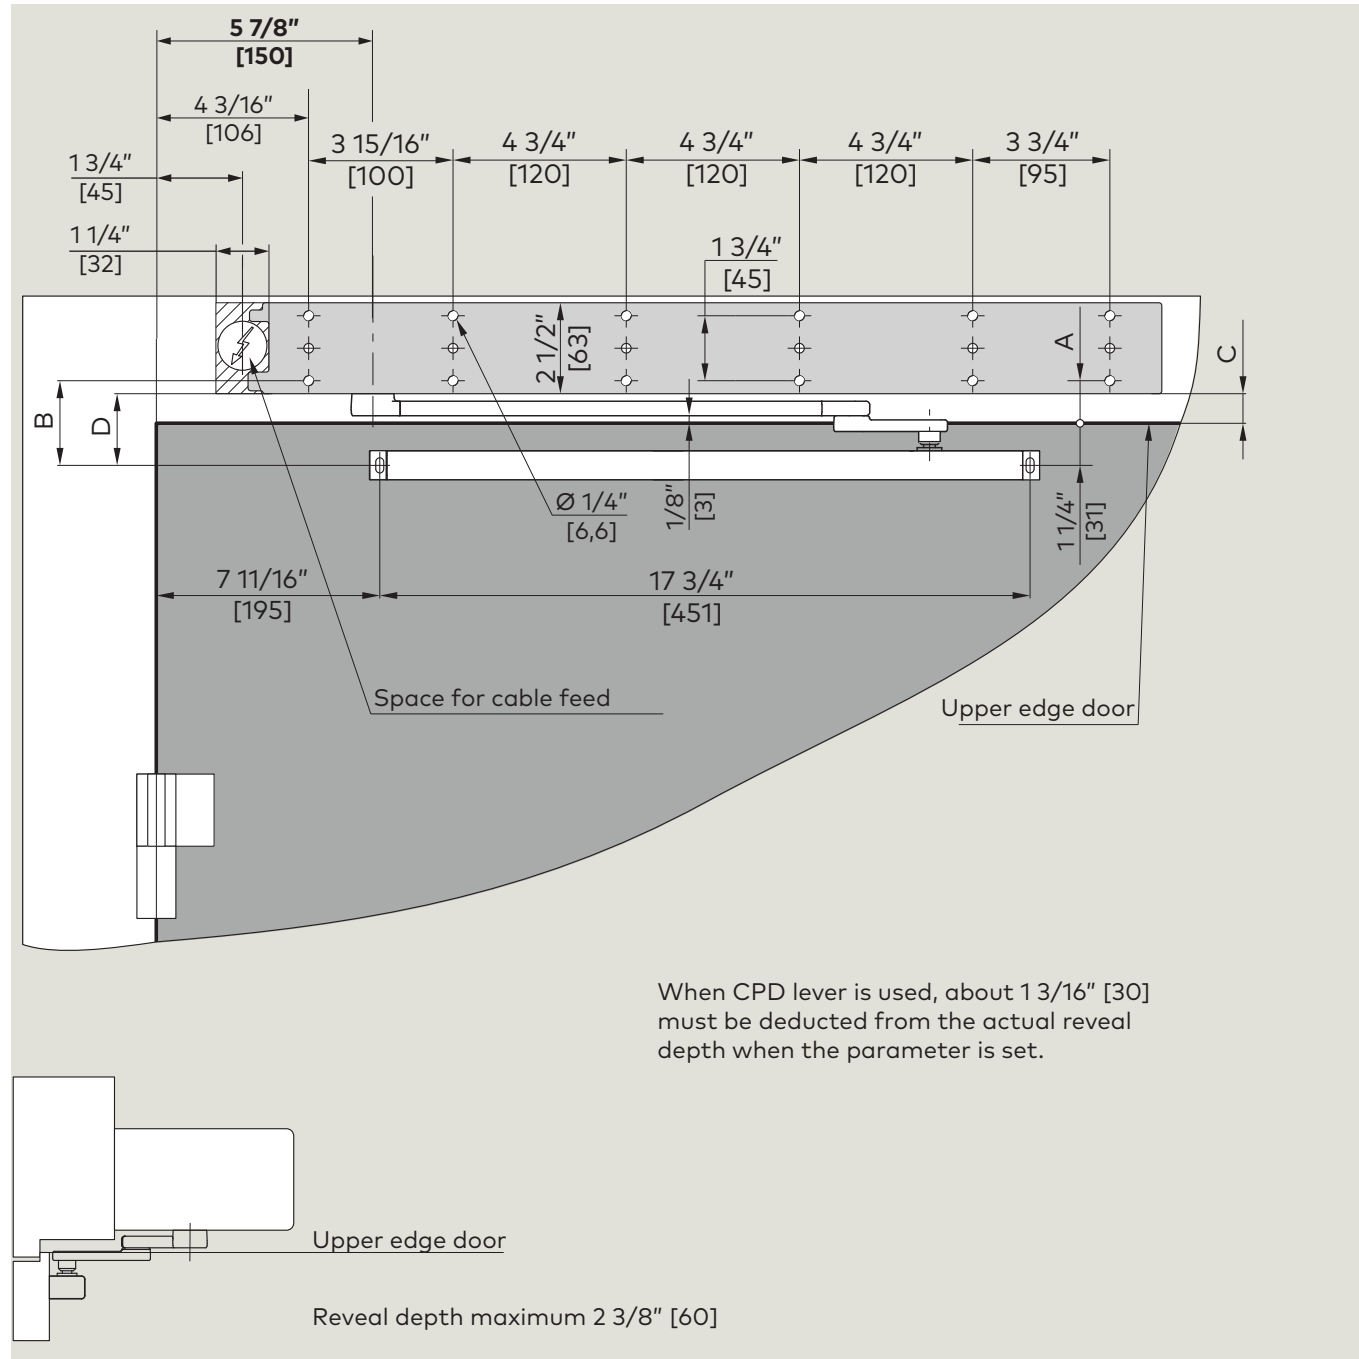 5 7/8″
[150]
4 3/16″
[106]
3 15/16″
[100]
4 3/4″
[120]
4 3/4″
[120]
4 3/4″
[120]
3 3/4″
[95]
1 3/4″
[45]
1 1/4″
[32]
1 3/4″
[45]
2 1/2″
[63]
A
C
B
D
Ø 1/4″
[6,6]
1/8″
[3]
1 1/4″
[31]
7 11/16″
[195]
17 3/4″
[451]
Space for cable feed
Upper edge door
When CPD lever is used, about 1 3/16″ [30]
must be deducted from the actual reveal
depth when the parameter is set.
Upper edge door
Reveal depth maximum 2 3/8″ [60]